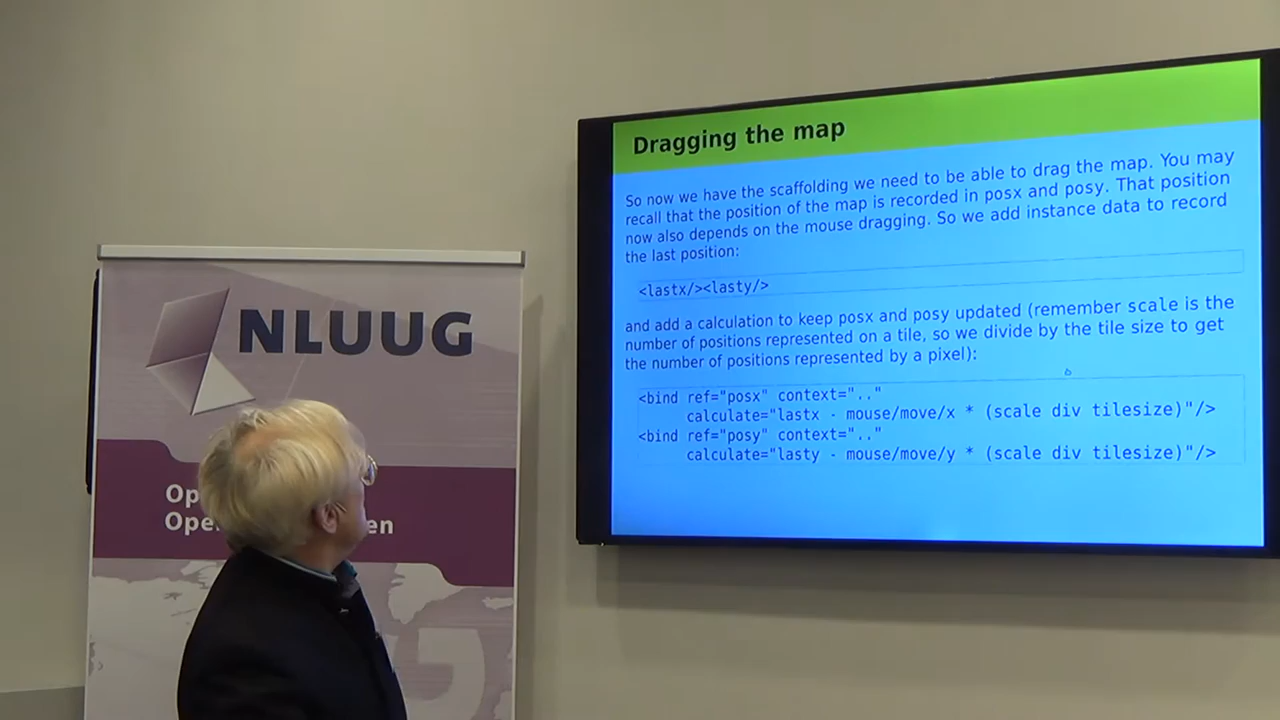 NLUUG
Op
Ope
en
Dragging the map
So now we have the scaffolding we need to be able to drag the map. You may
recall that the position of the map is recorded in posx and posy. That position
now also depends on the mouse dragging. So we add instance data to record
the last position:
<lastx/><lasty/>
and add a calculation to keep posx and posy updated (remember scale is the
number of positions represented on a tile, so we divide by the tile size to get
the number of positions represented by a pixel):
<bind ref="posx" context=".."
calculate="lastx - mouse/move/x * (scale div tilesize)"/>
<bind ref="posy" context=".."
calculate="lasty - mouse/move/y * (scale div tilesize)"/>